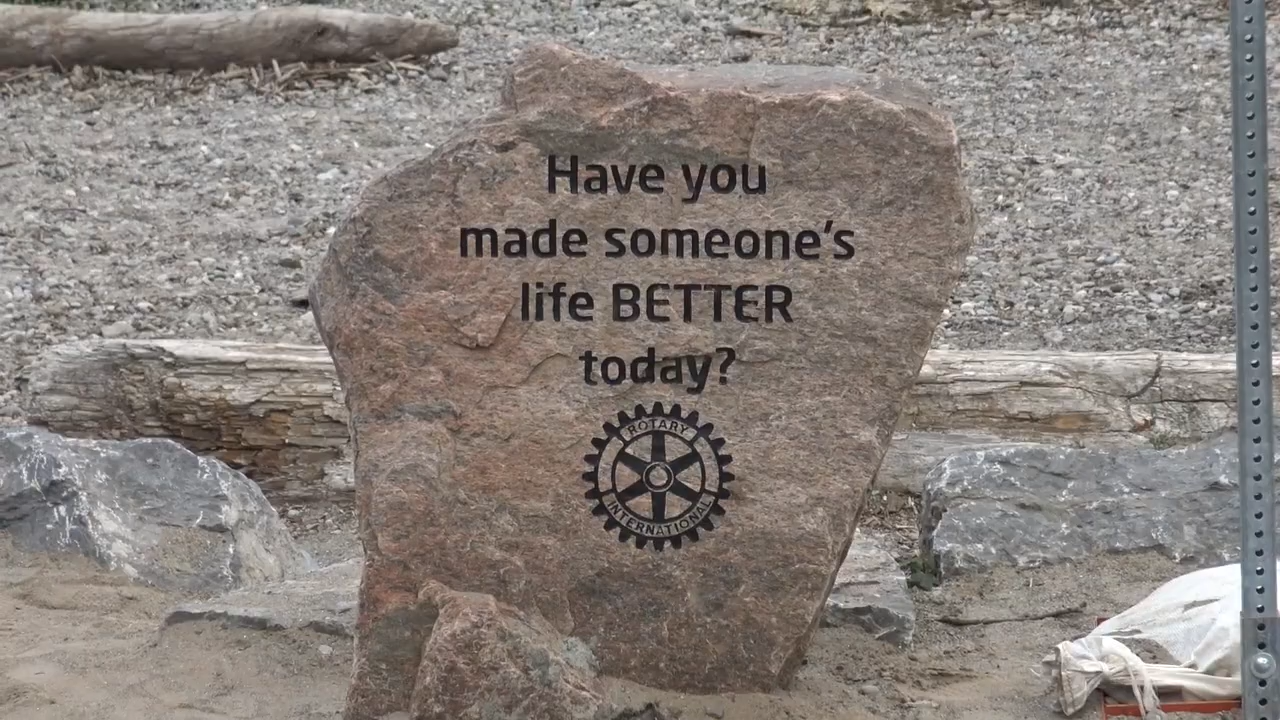 Have you
made someone's
life BETTER
today?
ROTARY
INTERNATIONAL